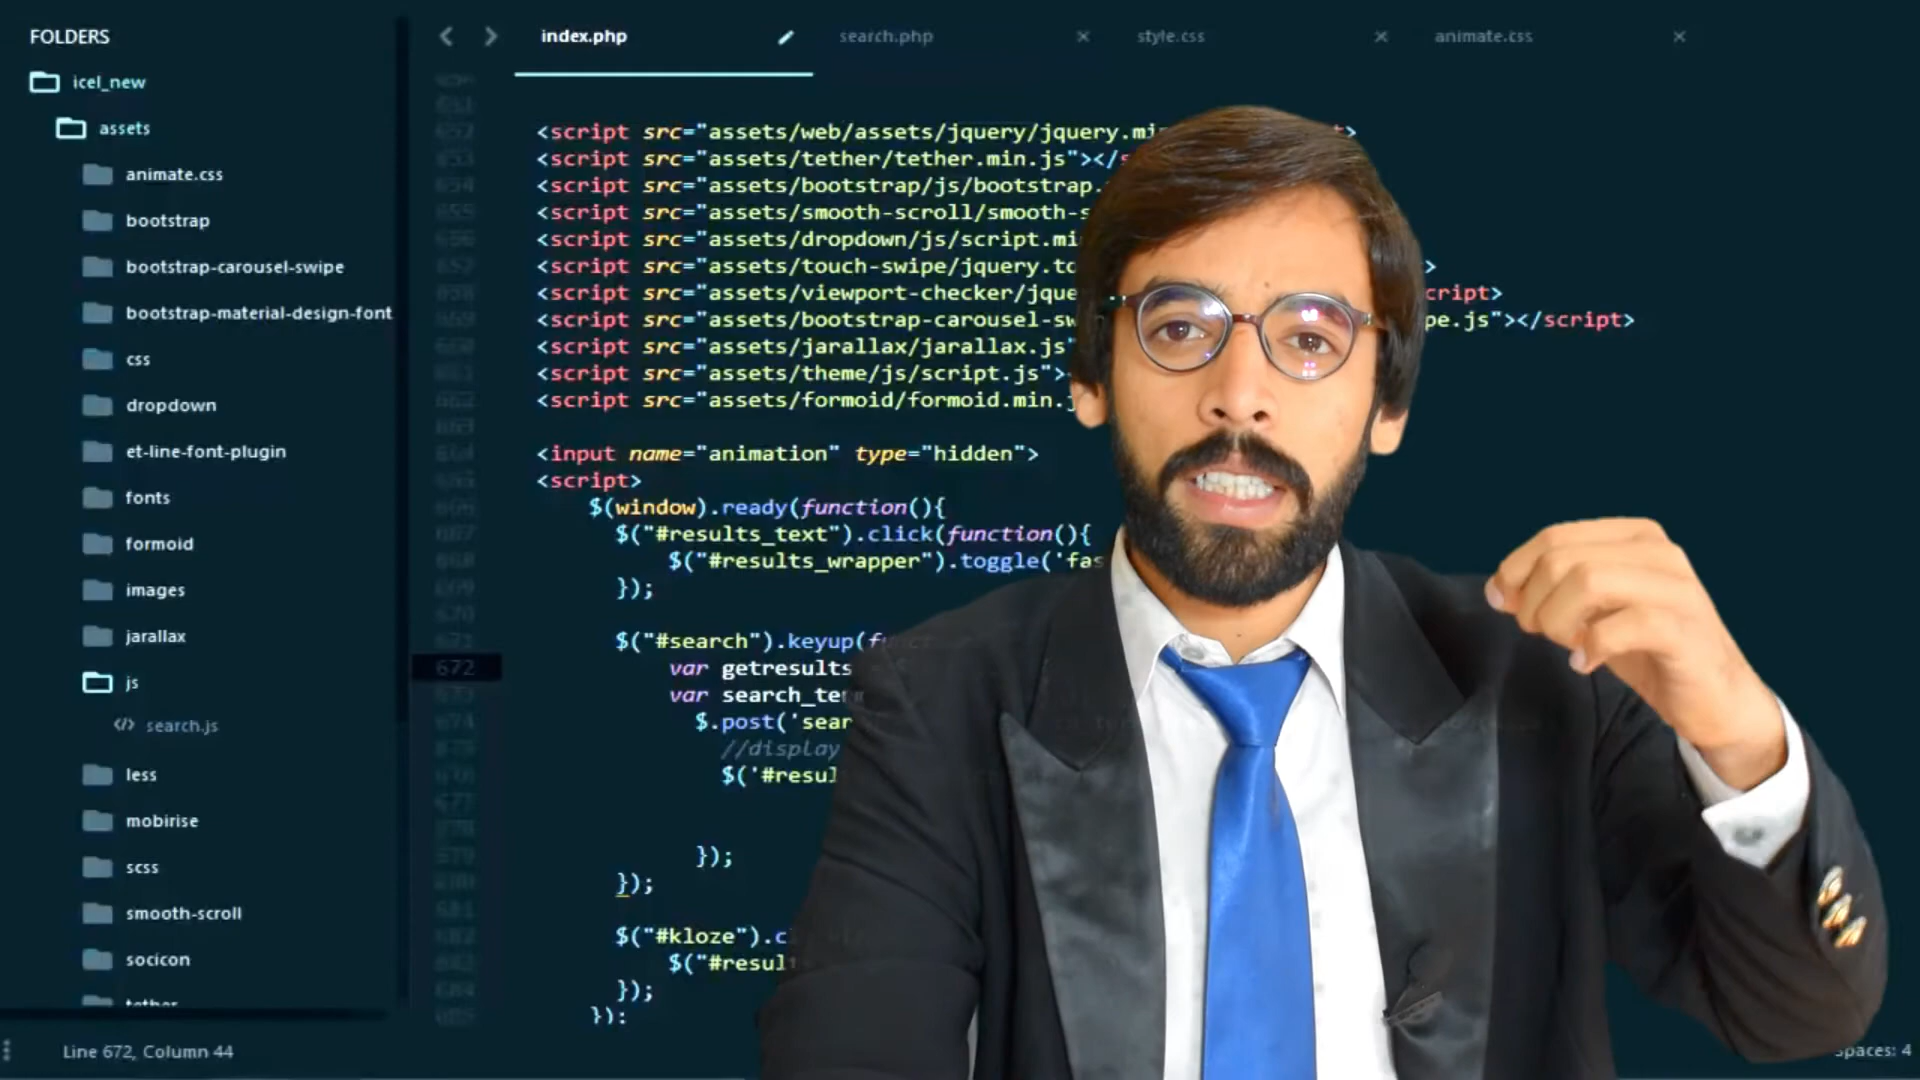 FOLDERS
icel_new
assets
animate.css
bootstrap
bootstrap-carousel-swipe
bootstrap-material-design-font
css
dropdown
et-line-font-plugin
fonts
formoid
images
jarallax
js
</> search.js
less
mobirise
scss
smooth-scroll
socicon
tether
index.php search.php style.css animate.css
<script src="assets/web/assets/jquery/jquery.mi
<script src="assets/tether/tether.min.js"></s
<script src="assets/bootstrap/js/bootstrap.
<script src="assets/smooth-scroll/smooth-s
<script src="assets/dropdown/js/script.mi
<script src="assets/touch-swipe/jquery.to >
<script src="assets/viewport-checker/jque cript>
<script src="assets/bootstrap-carousel-sw pe.js"></script>
<script src="assets/jarallax/jarallax.js"
<script src="assets/theme/js/script.js">
<script src="assets/formoid/formoid.min.j
<input name="animation" type="hidden">
<script>
$(window).ready(function(){
$("#results_text").click(function(){
$("#results_wrapper").toggle('fas
});
$("#search").keyup(funct
672 var getresults
var search_ter
$.post('sear
//display
$('#resul
});
});
$("#kloze").c
$("#resul
});
});
Line 672, Column 44 Spaces: 4